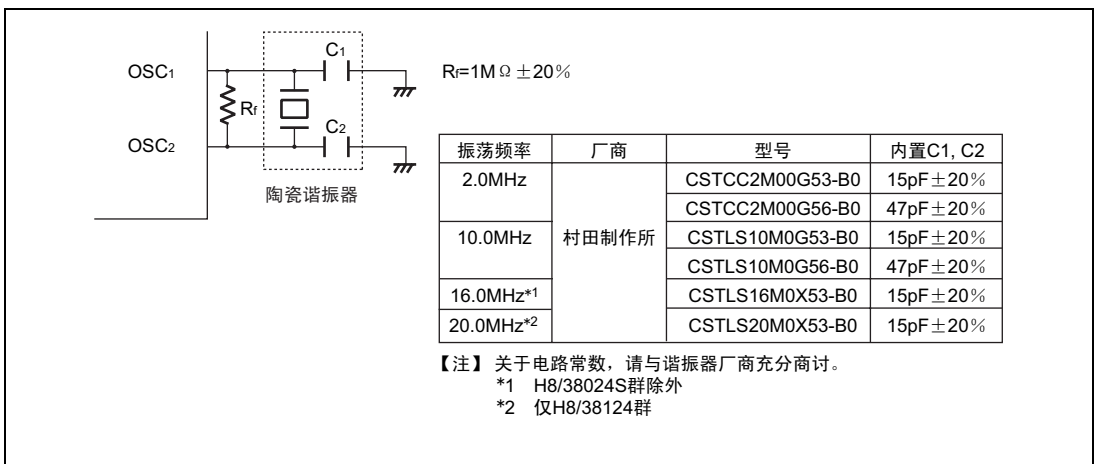 OSC1
OSC2
Rf
C1
C2
陶瓷谐振器
Rf=1MΩ±20%
振荡频率 厂商 型号 内置C1, C2
2.0MHz 村田制作所 CSTCC2M00G53-B0 15pF±20%
CSTCC2M00G56-B0 47pF±20%
10.0MHz CSTLS10M0G53-B0 15pF±20%
CSTLS10M0G56-B0 47pF±20%
16.0MHz*1 CSTLS16M0X53-B0 15pF±20%
20.0MHz*2 CSTLS20M0X53-B0 15pF±20%
【注】 关于电路常数，请与谐振器厂商充分商讨。
*1 H8/38024S群除外
*2 仅H8/38124群